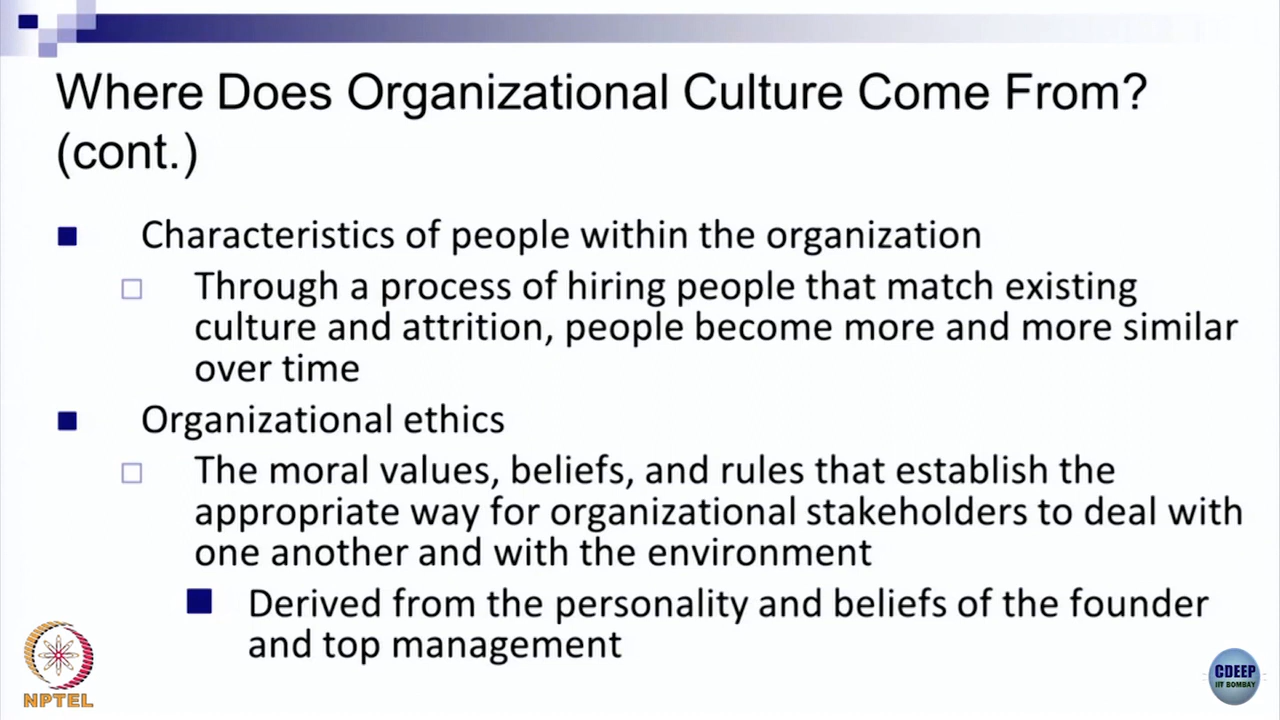 Where Does Organizational Culture Come From?
(cont.)
Characteristics of people within the organization
Through a process of hiring people that match existing
culture and attrition, people become more and more similar
over time
Organizational ethics
The moral values, beliefs, and rules that establish the
appropriate way for organizational stakeholders to deal with
one another and with the environment
Derived from the personality and beliefs of the founder
and top management
NPTEL
CDEEP
IIT BOMBAY